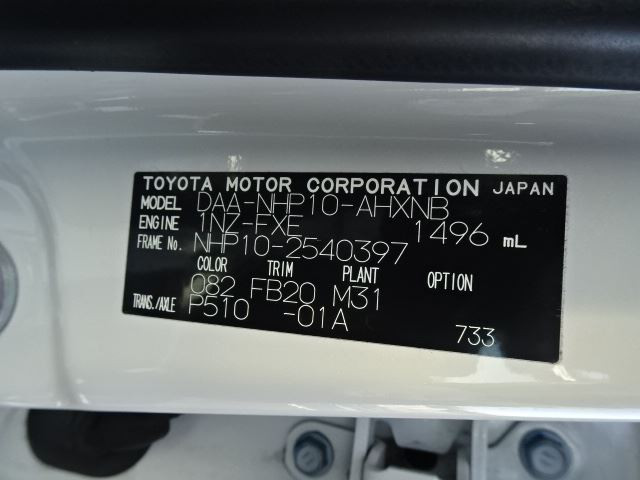 TOYOTA MOTOR CORPORATION JAPAN
MODEL DAA-NHP10-AHXNB
ENGINE 1NZ-FXE 1496 mL
FRAME No. NHP10-2540397
COLOR TRIM PLANT OPTION
082 FB20 M31
TRANS./AXLE P510 -01A
733